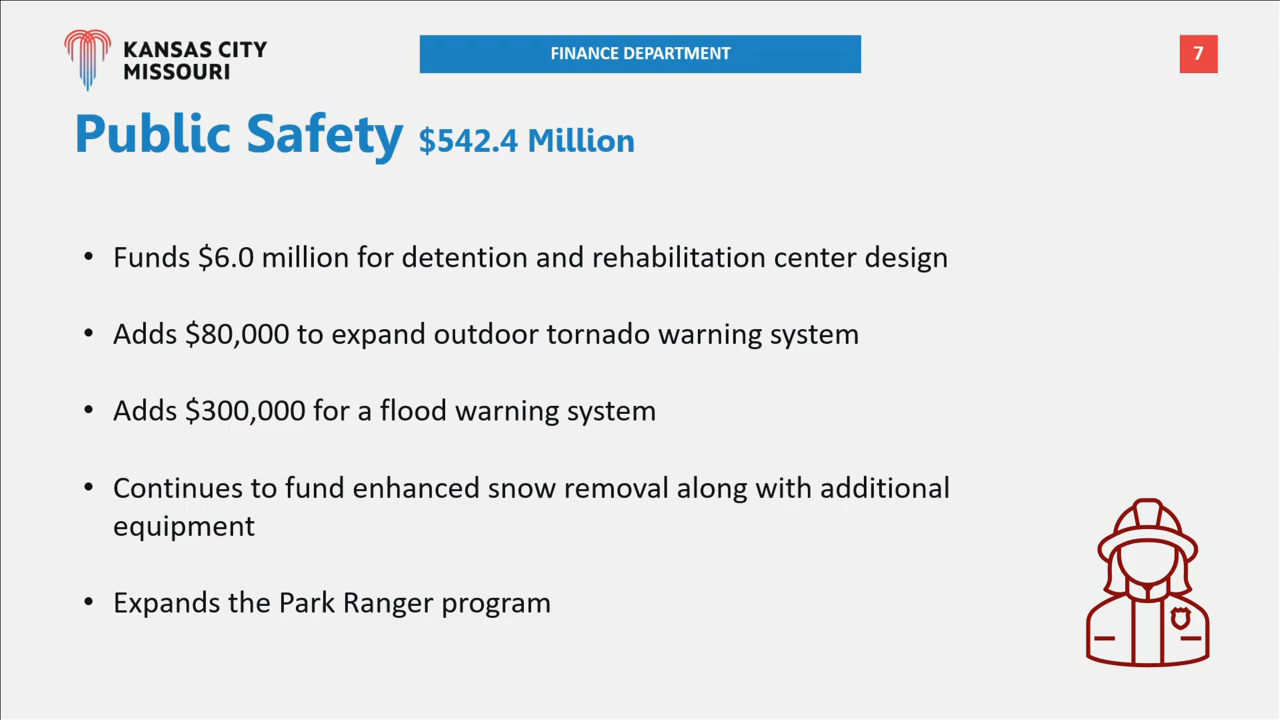 KANSAS CITY
MISSOURI
FINANCE DEPARTMENT
7
Public Safety $542.4 Million
• Funds $6.0 million for detention and rehabilitation center design
• Adds $80,000 to expand outdoor tornado warning system
• Adds $300,000 for a flood warning system
• Continues to fund enhanced snow removal along with additional
equipment
• Expands the Park Ranger program